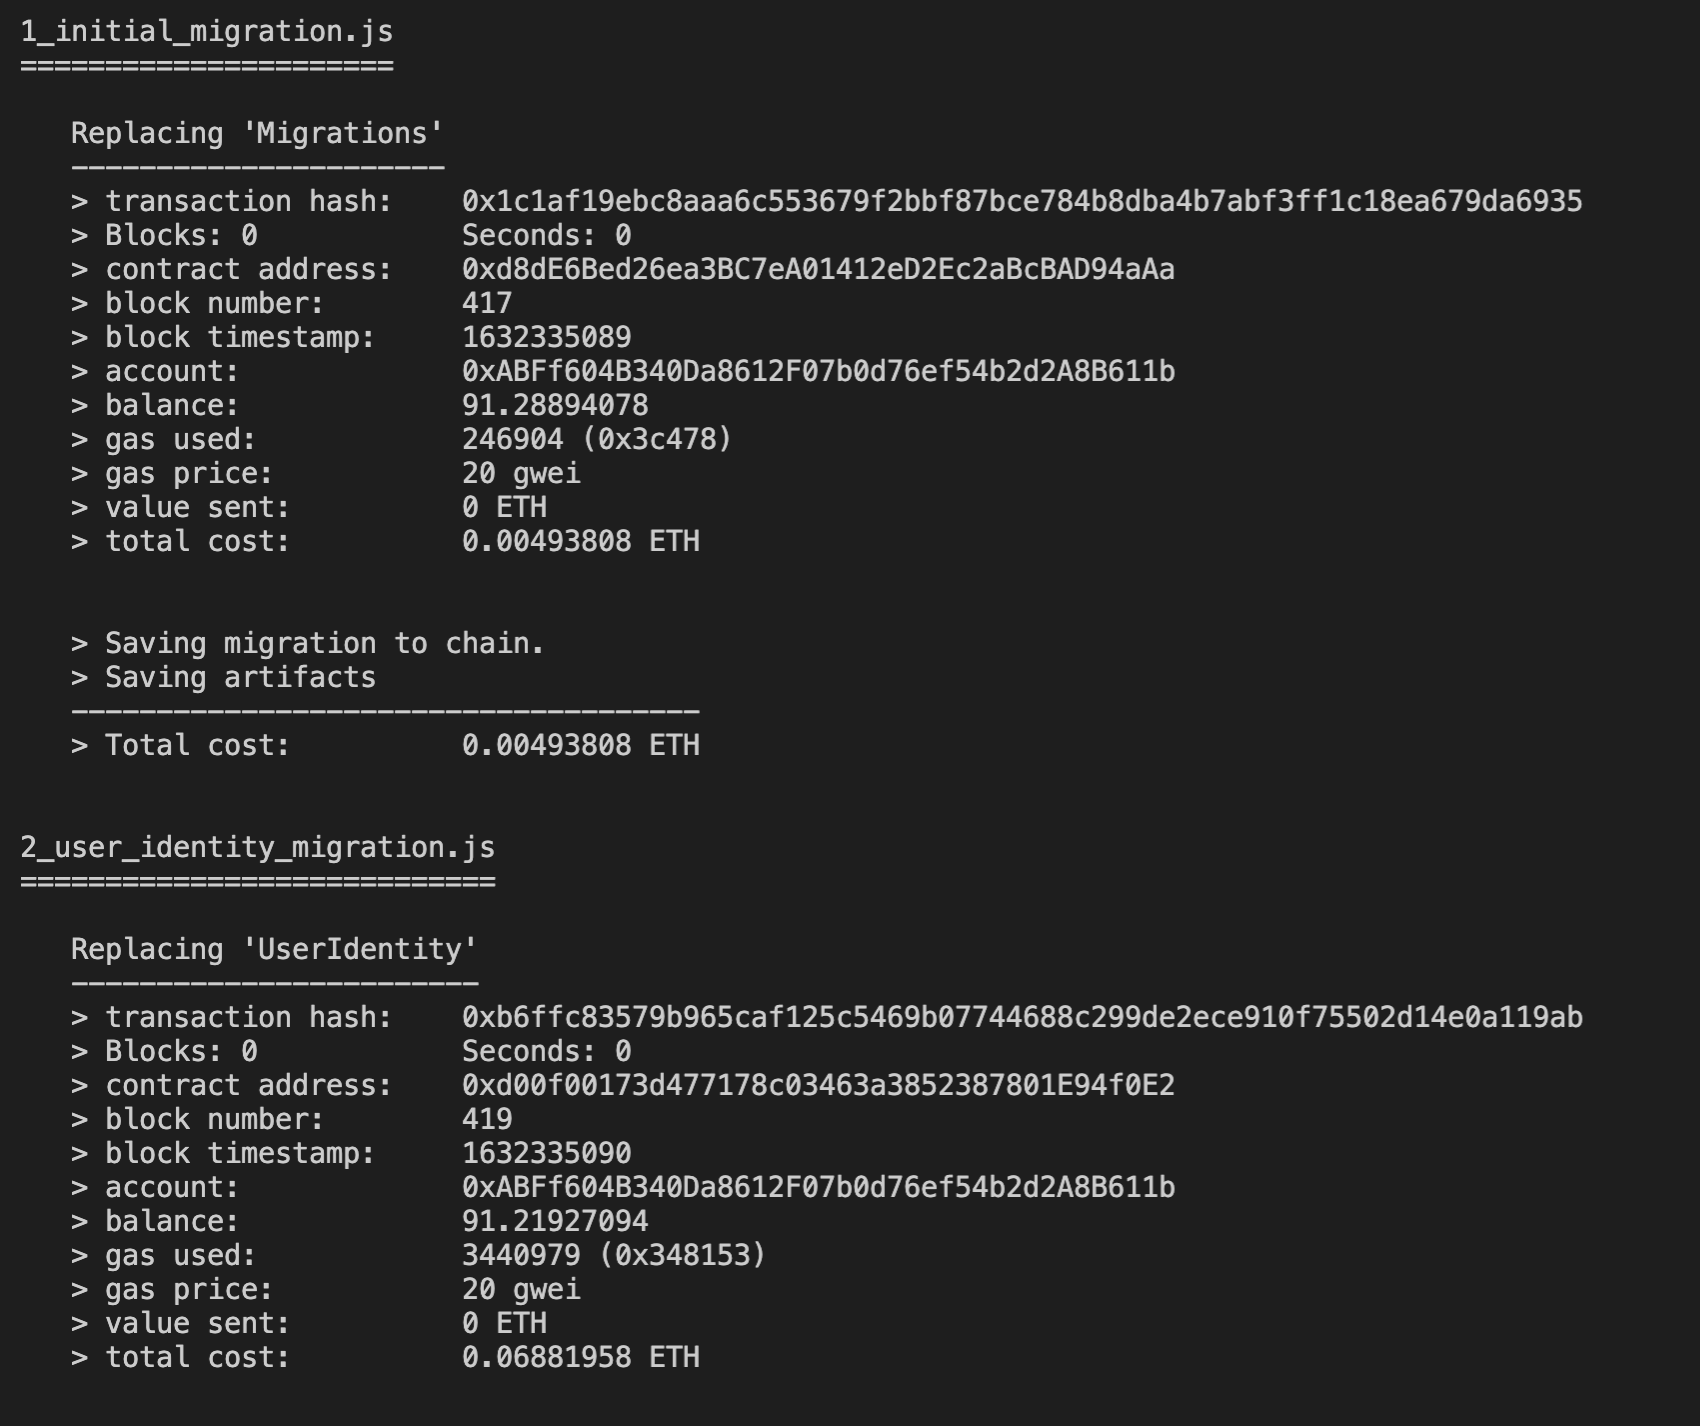 1_initial_migration.js
======================
Replacing 'Migrations'
----------------------
> transaction hash:    0x1c1af19ebc8aaa6c553679f2bbf87bce784b8dba4b7abf3ff1c18ea679da6935
> Blocks: 0            Seconds: 0
> contract address:    0xd8dE6Bed26ea3BC7eA01412eD2Ec2aBcBAD94aAa
> block number:        417
> block timestamp:     1632335089
> account:             0xABFf604B340Da8612F07b0d76ef54b2d2A8B611b
> balance:             91.28894078
> gas used:            246904 (0x3c478)
> gas price:           20 gwei
> value sent:          0 ETH
> total cost:          0.00493808 ETH
> Saving migration to chain.
> Saving artifacts
-------------------------------------
> Total cost:          0.00493808 ETH
2_user_identity_migration.js
============================
Replacing 'UserIdentity'
------------------------
> transaction hash:    0xb6ffc83579b965caf125c5469b07744688c299de2ece910f75502d14e0a119ab
> Blocks: 0            Seconds: 0
> contract address:    0xd00f00173d477178c03463a3852387801E94f0E2
> block number:        419
> block timestamp:     1632335090
> account:             0xABFf604B340Da8612F07b0d76ef54b2d2A8B611b
> balance:             91.21927094
> gas used:            3440979 (0x348153)
> gas price:           20 gwei
> value sent:          0 ETH
> total cost:          0.06881958 ETH